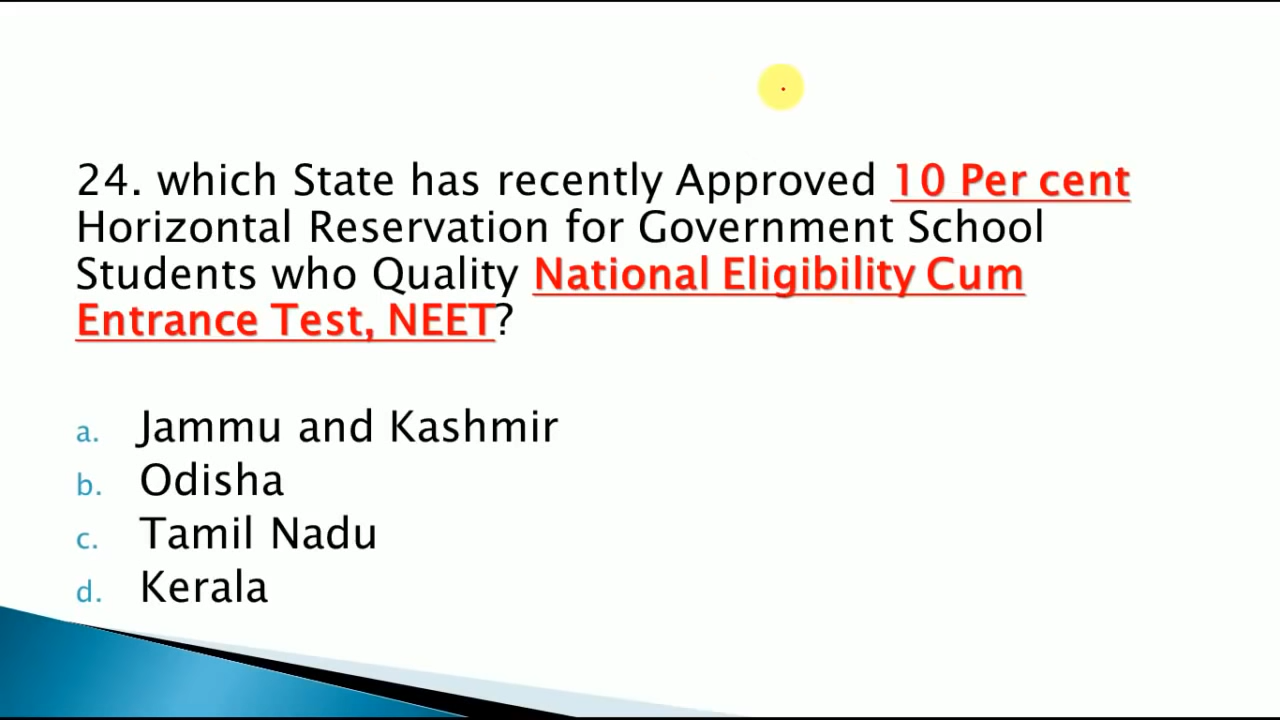 24. which State has recently Approved 10 Per cent
Horizontal Reservation for Government School
Students who Quality National Eligibility Cum
Entrance Test, NEET?
a. Jammu and Kashmir
b. Odisha
c. Tamil Nadu
d. Kerala